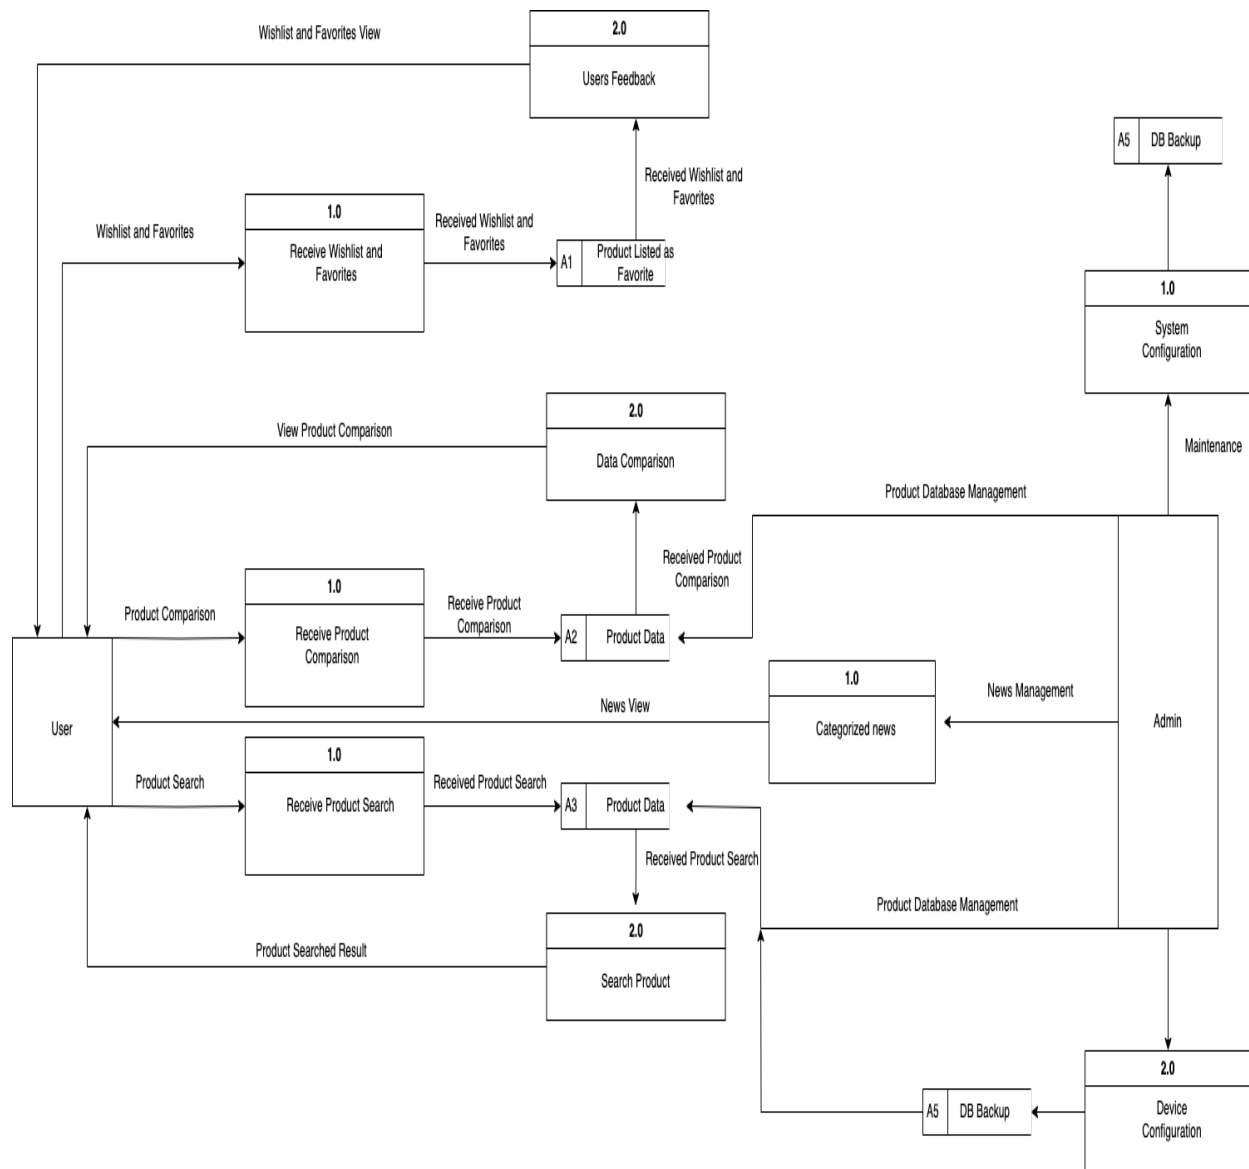 2.0
Wishlist and Favorites View
Users Feedback
A5 DB Backup
Received Wishlist and
Favorites
1.0
Wishlist and Favorites
Received Wishlist and
Favorites
Receive Wishlist and
Favorites
A1 Product Listed as
Favorite
1.0
System
Configuration
2.0
View Product Comparison
Data Comparison
Maintenance
Product Database Management
Received Product
Comparison
1.0
Product Comparison
Receive Product
Comparison
Receive Product
Comparison
A2 Product Data
1.0
News Management
News View
User
Categorized news
Admin
1.0
Product Search
Received Product Search
Receive Product Search
A3 Product Data
Received Product Search
Product Database Management
2.0
Product Searched Result
Search Product
2.0
A5 DB Backup
Device
Configuration